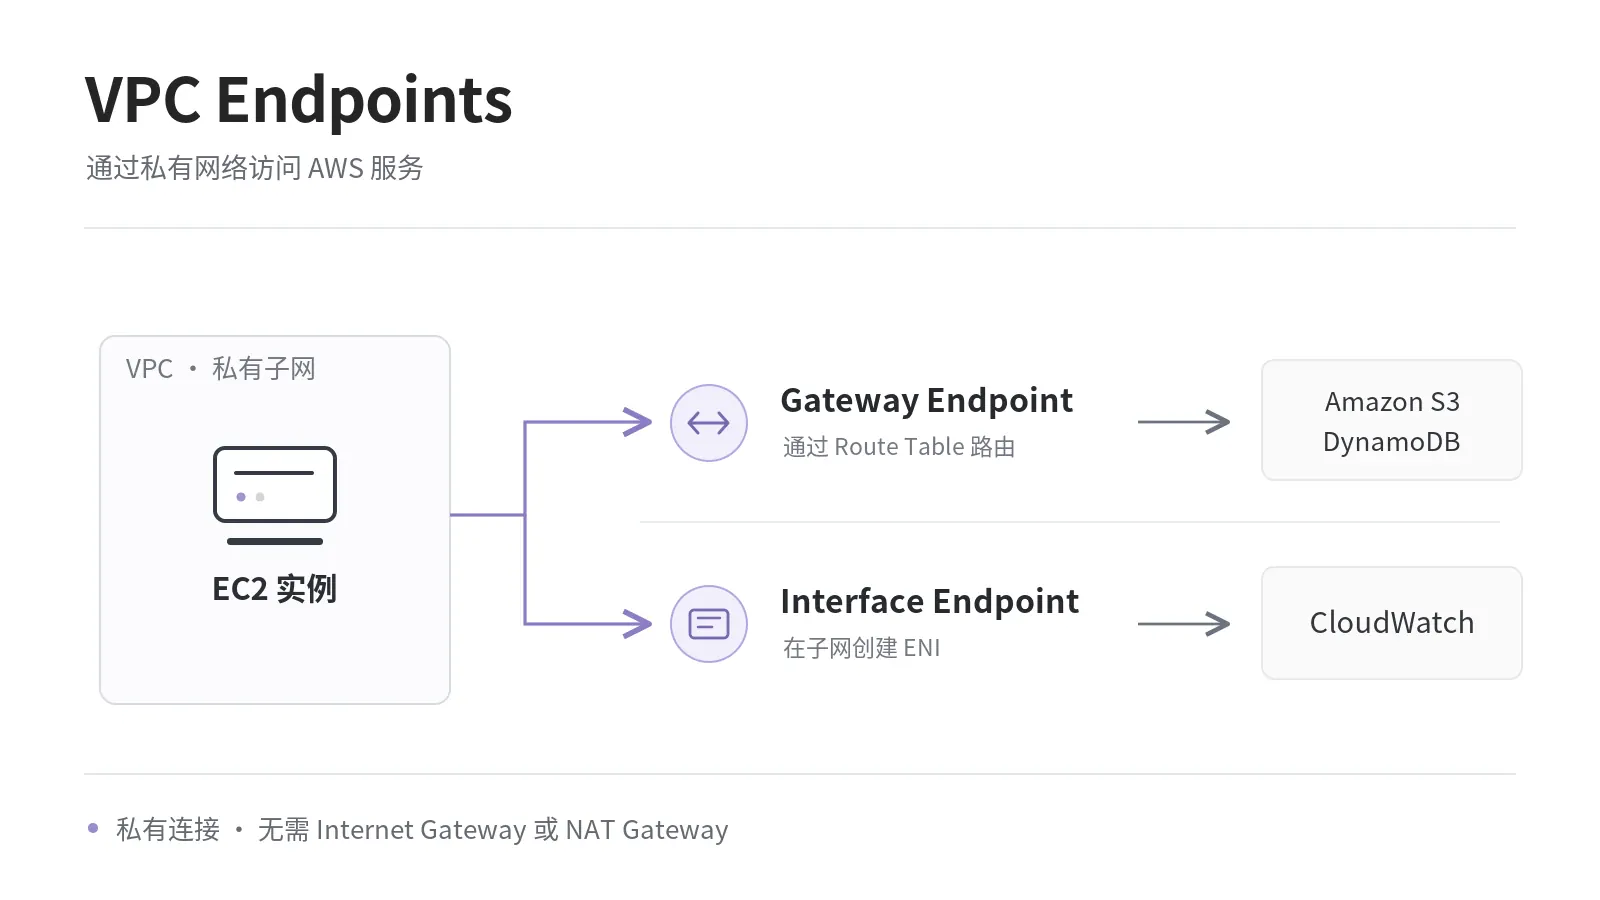 VPC Endpoints
通过私有网络访问 AWS 服务
VPC • 私有子网
EC2 实例
Gateway Endpoint
通过 Route Table 路由
Amazon S3
DynamoDB
Interface Endpoint
在子网创建 ENI
CloudWatch
私有连接 • 无需 Internet Gateway 或 NAT Gateway